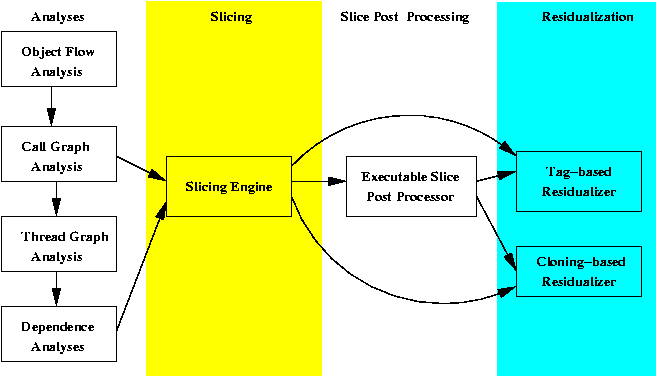 Analyses
Slicing
Slice Post Processing
Residualization
Object Flow
Analysis
Call Graph
Analysis
Thread Graph
Analysis
Dependence
Analyses
Slicing Engine
Executable Slice
Post Processor
Tag-based
Residualizer
Cloning-based
Residualizer